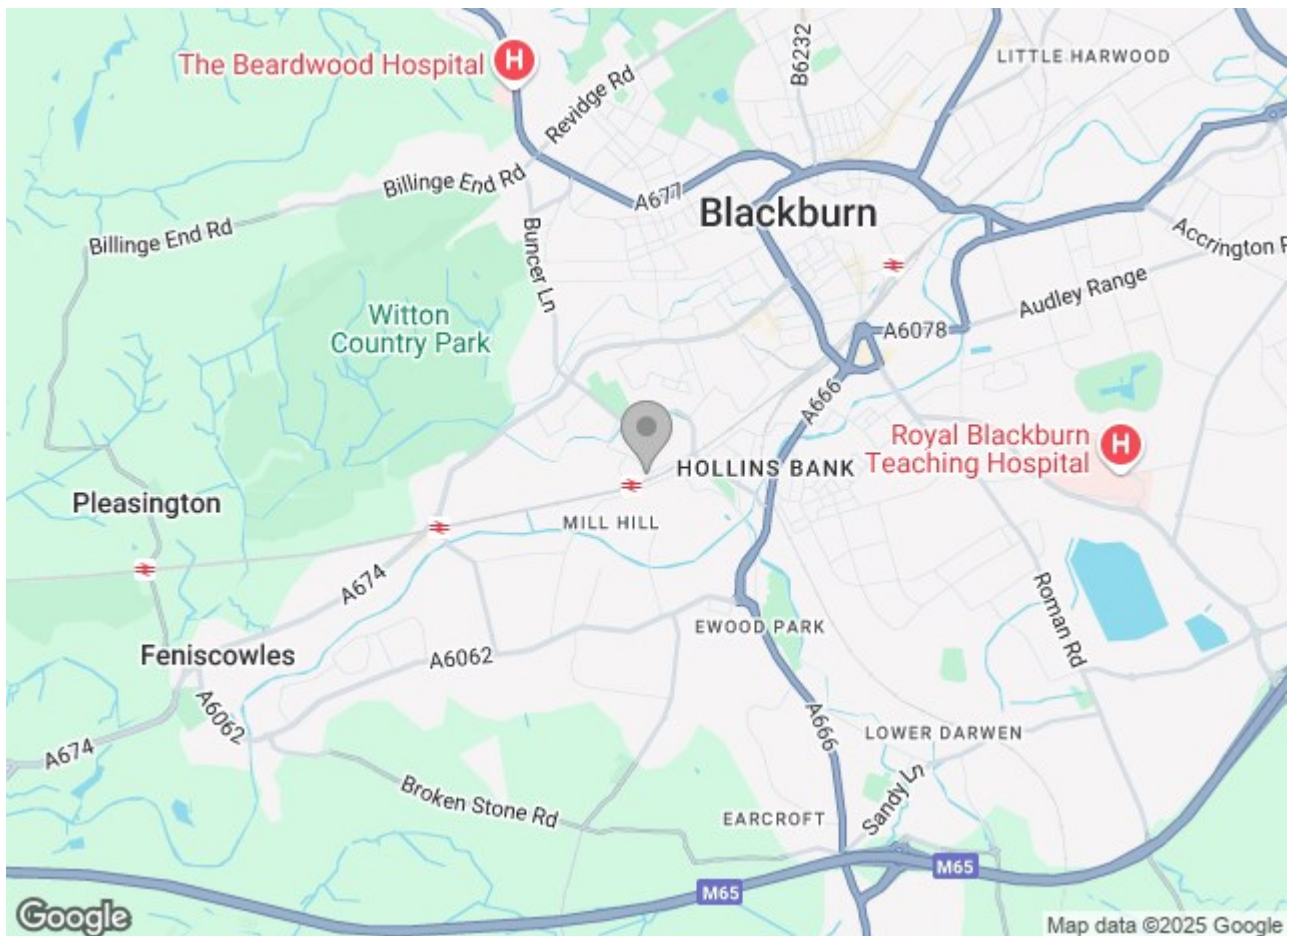 The Beardwood Hospital
H
Revidge Rd
B6232
LITTLE HARWOOD
Billinge End Rd
A677
Blackburn
Billinge End Rd
Buncer Ln
Accrington
Audley Range
Witton
Country Park
A6078
A666
Royal Blackburn
Teaching Hospital
H
HOLLINS BANK
Pleasington
MILL HILL
A674
Roman Rd
EWOOD PARK
Feniscowles
A6062
A6062
A666
LOWER DARWEN
A674
Broken Stone Rd
Sandy Ln
EARCROFT
M65
M65
Google
Map data ©2025 Google